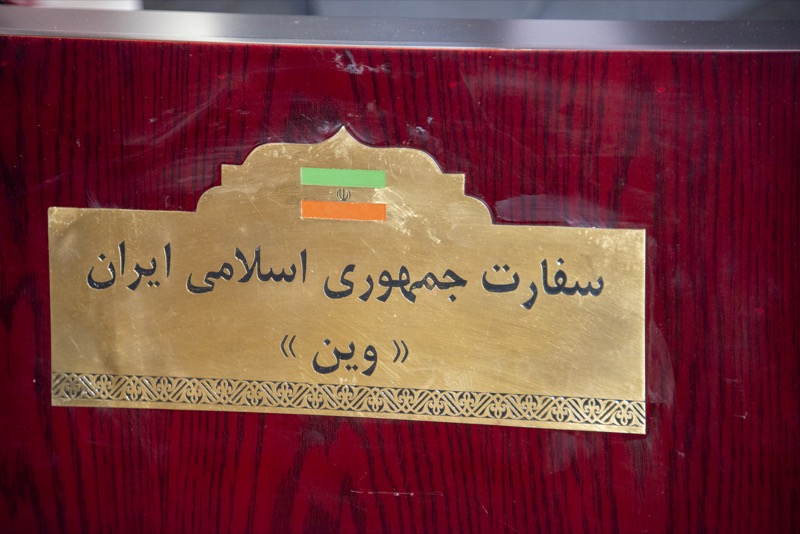 سفارت جمهوری اسلامی ایران
« وین »